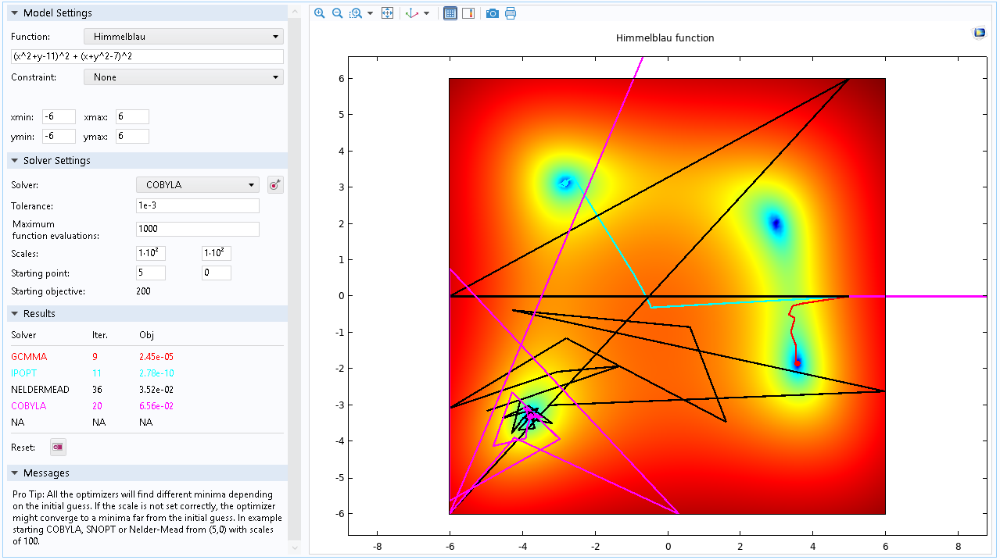 Model Settings
Function: Himmelblau
(x^2+y-11)^2 + (x+y^2-7)^2
Constraint: None
xmin: -6 xmax: 6
ymin: -6 ymax: 6
Solver Settings
COBYLA
Tolerance: 1e-3
function evaluations: 1000
Scales: 1·10² 1·10²
Starting point: 5 0
Starting objective: 200
Results
Solver Iter. Obj
GCMMA 9 2.45e-05
IPOPT 11 2.78e-10
NELDERMEAD 36 3.52e-02
COBYLA 20 6.56e-02
NA NA NA
Reset:
Messages
Pro Tip: All the optimizers will find different minima depending
on the initial guess. If the scale is not set correctly, the optimizer
might converge to a minima far from the initial guess. In example
starting COBYLA, SNOPT or Nelder-Mead from (5,0) with scales
of 100.
Himmelblau function
6
5
4
3
2
1
0
-1
-2
-3
-4
-5
-6
-8 -6 -4 -2 0 2 4 6 8